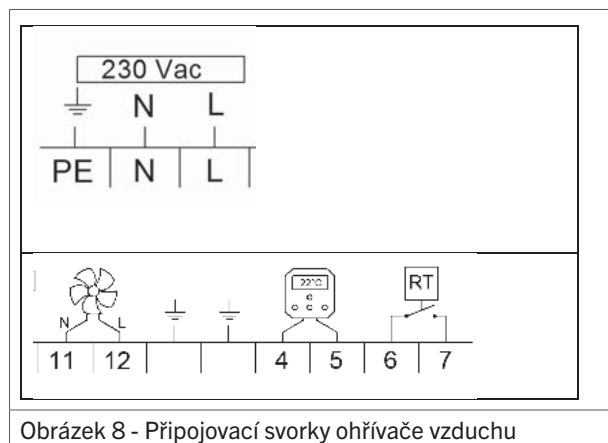 230 Vac
N L
PE N L
22°C
RT
N L
11 12 4 5 6 7
Obrázek 8 - Připojovací svorky ohřívače vzduchu